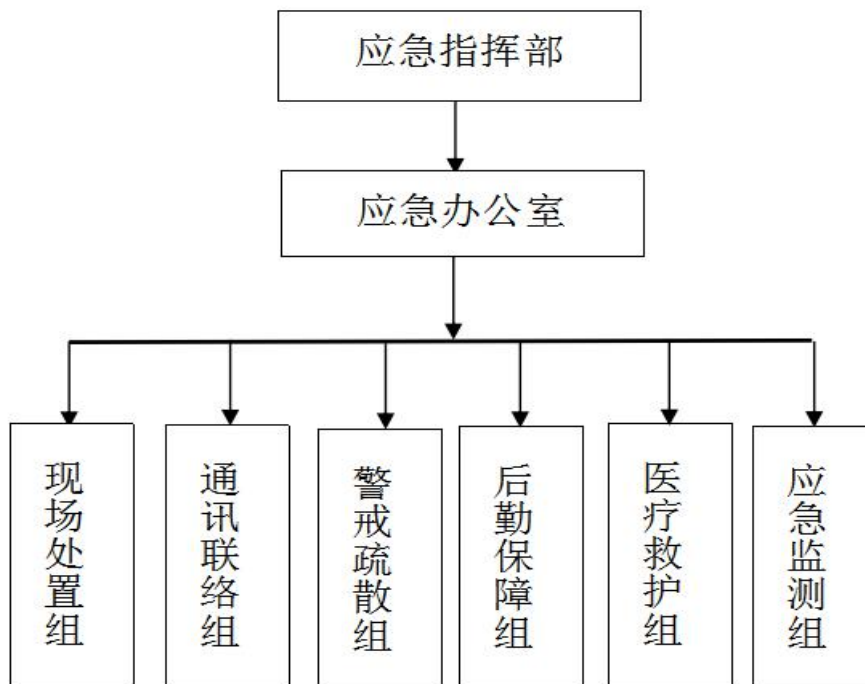 应急指挥部
应急办公室
现场处置组
通讯联络组
警戒疏散组
后勤保障组
医疗救护组
应急监测组